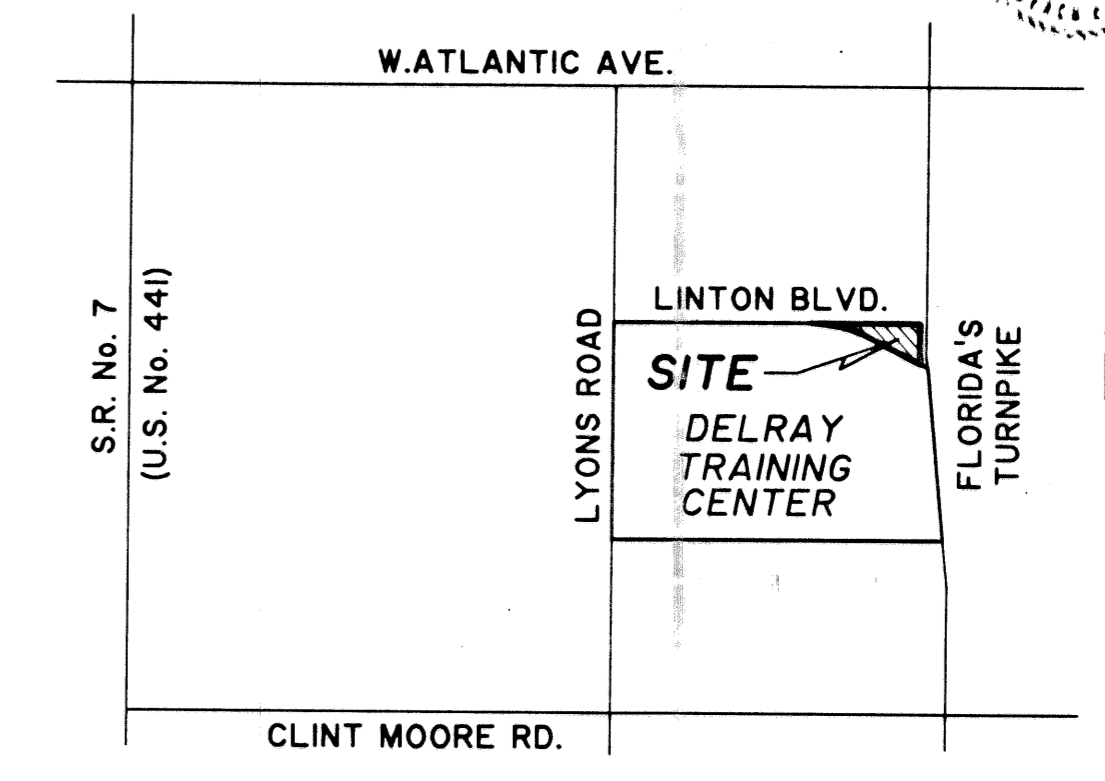 W. ATLANTIC AVE.
S.R. No. 7
(U.S. No. 441)
LYONS ROAD
LINTON BLVD.
SITE
DELRAY
TRAINING
CENTER
FLORIDA'S
TURNPIKE
CLINT MOORE RD.